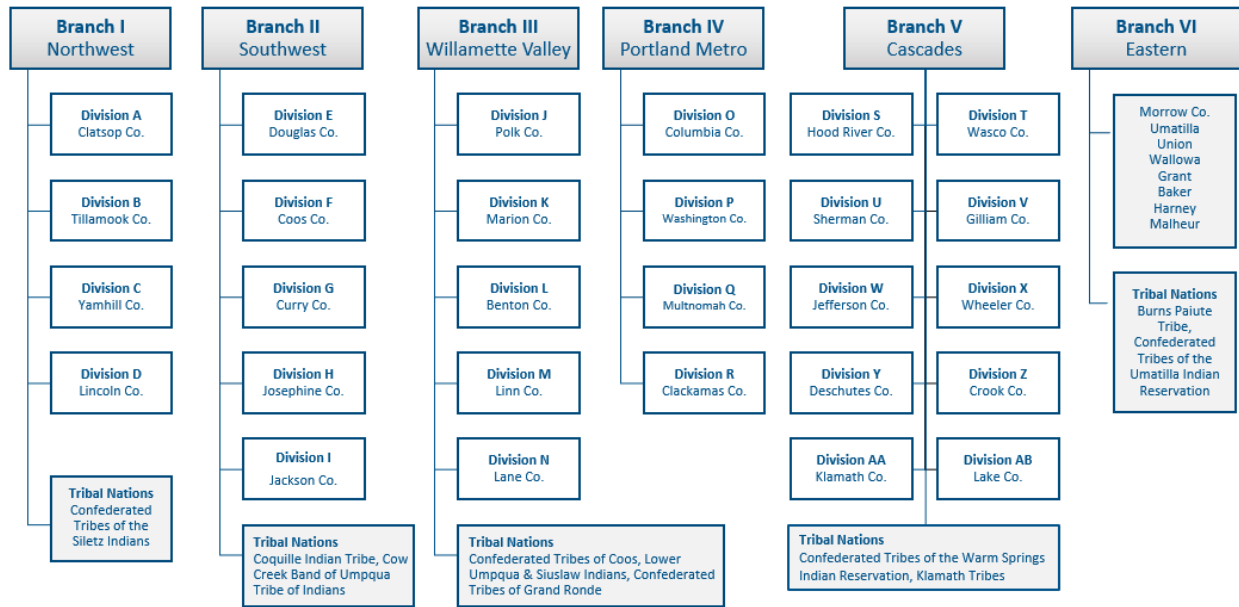 Branch I
Northwest
Division A
Clatsop Co.
Division B
Tillamook Co.
Division C
Yamhill Co.
Division D
Lincoln Co.
Tribal Nations
Confederated
Tribes of the
Siletz Indians
Branch II
Southwest
Division E
Douglas Co.
Division F
Coos Co.
Division G
Curry Co.
Division H
Josephine Co.
Division I
Jackson Co.
Tribal Nations
Coquille Indian Tribe, Cow
Creek Band of Umpqua
Tribe of Indians
Branch III
Willamette Valley
Division J
Polk Co.
Division K
Marion Co.
Division L
Benton Co.
Division M
Linn Co.
Division N
Lane Co.
Tribal Nations
Confederated Tribes of Coos, Lower
Umpqua & Siuslaw Indians, Confederated
Tribes of Grand Ronde
Branch IV
Portland Metro
Division O
Columbia Co.
Division P
Washington Co.
Division Q
Multnomah Co.
Division R
Clackamas Co.
Branch V
Cascades
Division S
Hood River Co.
Division T
Wasco Co.
Division U
Sherman Co.
Division V
Gilliam Co.
Division W
Jefferson Co.
Division X
Wheeler Co.
Division Y
Deschutes Co.
Division Z
Crook Co.
Division AA
Klamath Co.
Division AB
Lake Co.
Tribal Nations
Confederated Tribes of the Warm Springs
Indian Reservation, Klamath Tribes
Branch VI
Eastern
Morrow Co.
Umatilla
Union
Wallowa
Grant
Baker
Harney
Malheur
Tribal Nations
Burns Paiute
Tribe,
Confederated
Tribes of the
Umatilla Indian
Reservation